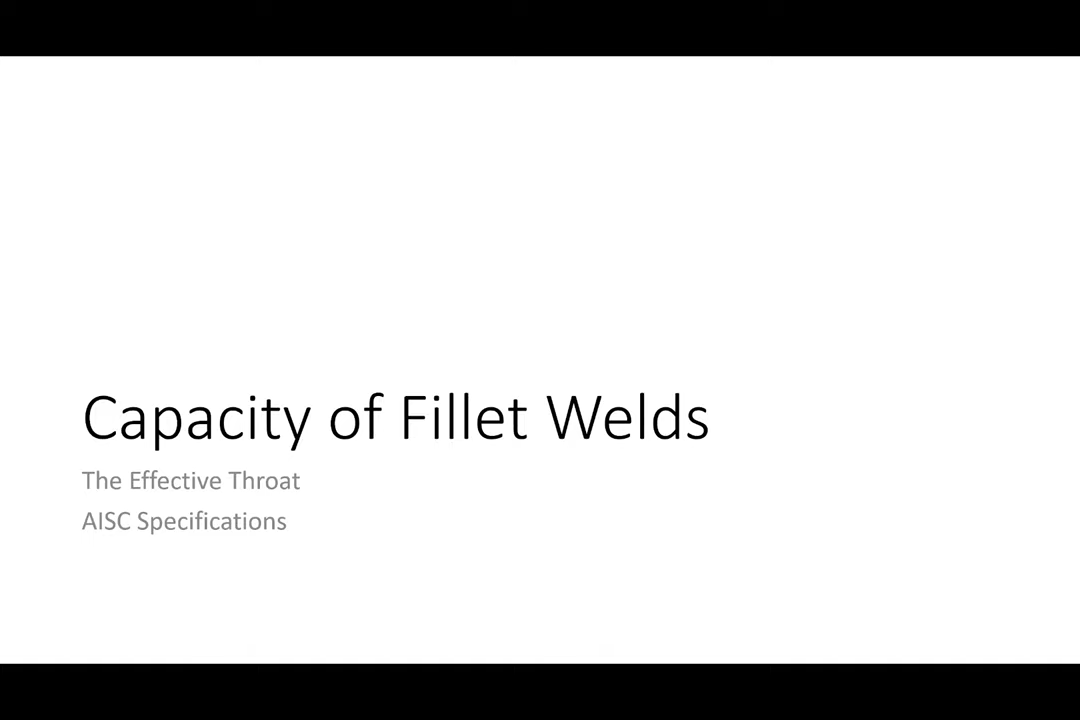 Capacity of Fillet Welds
The Effective Throat
AISC Specifications